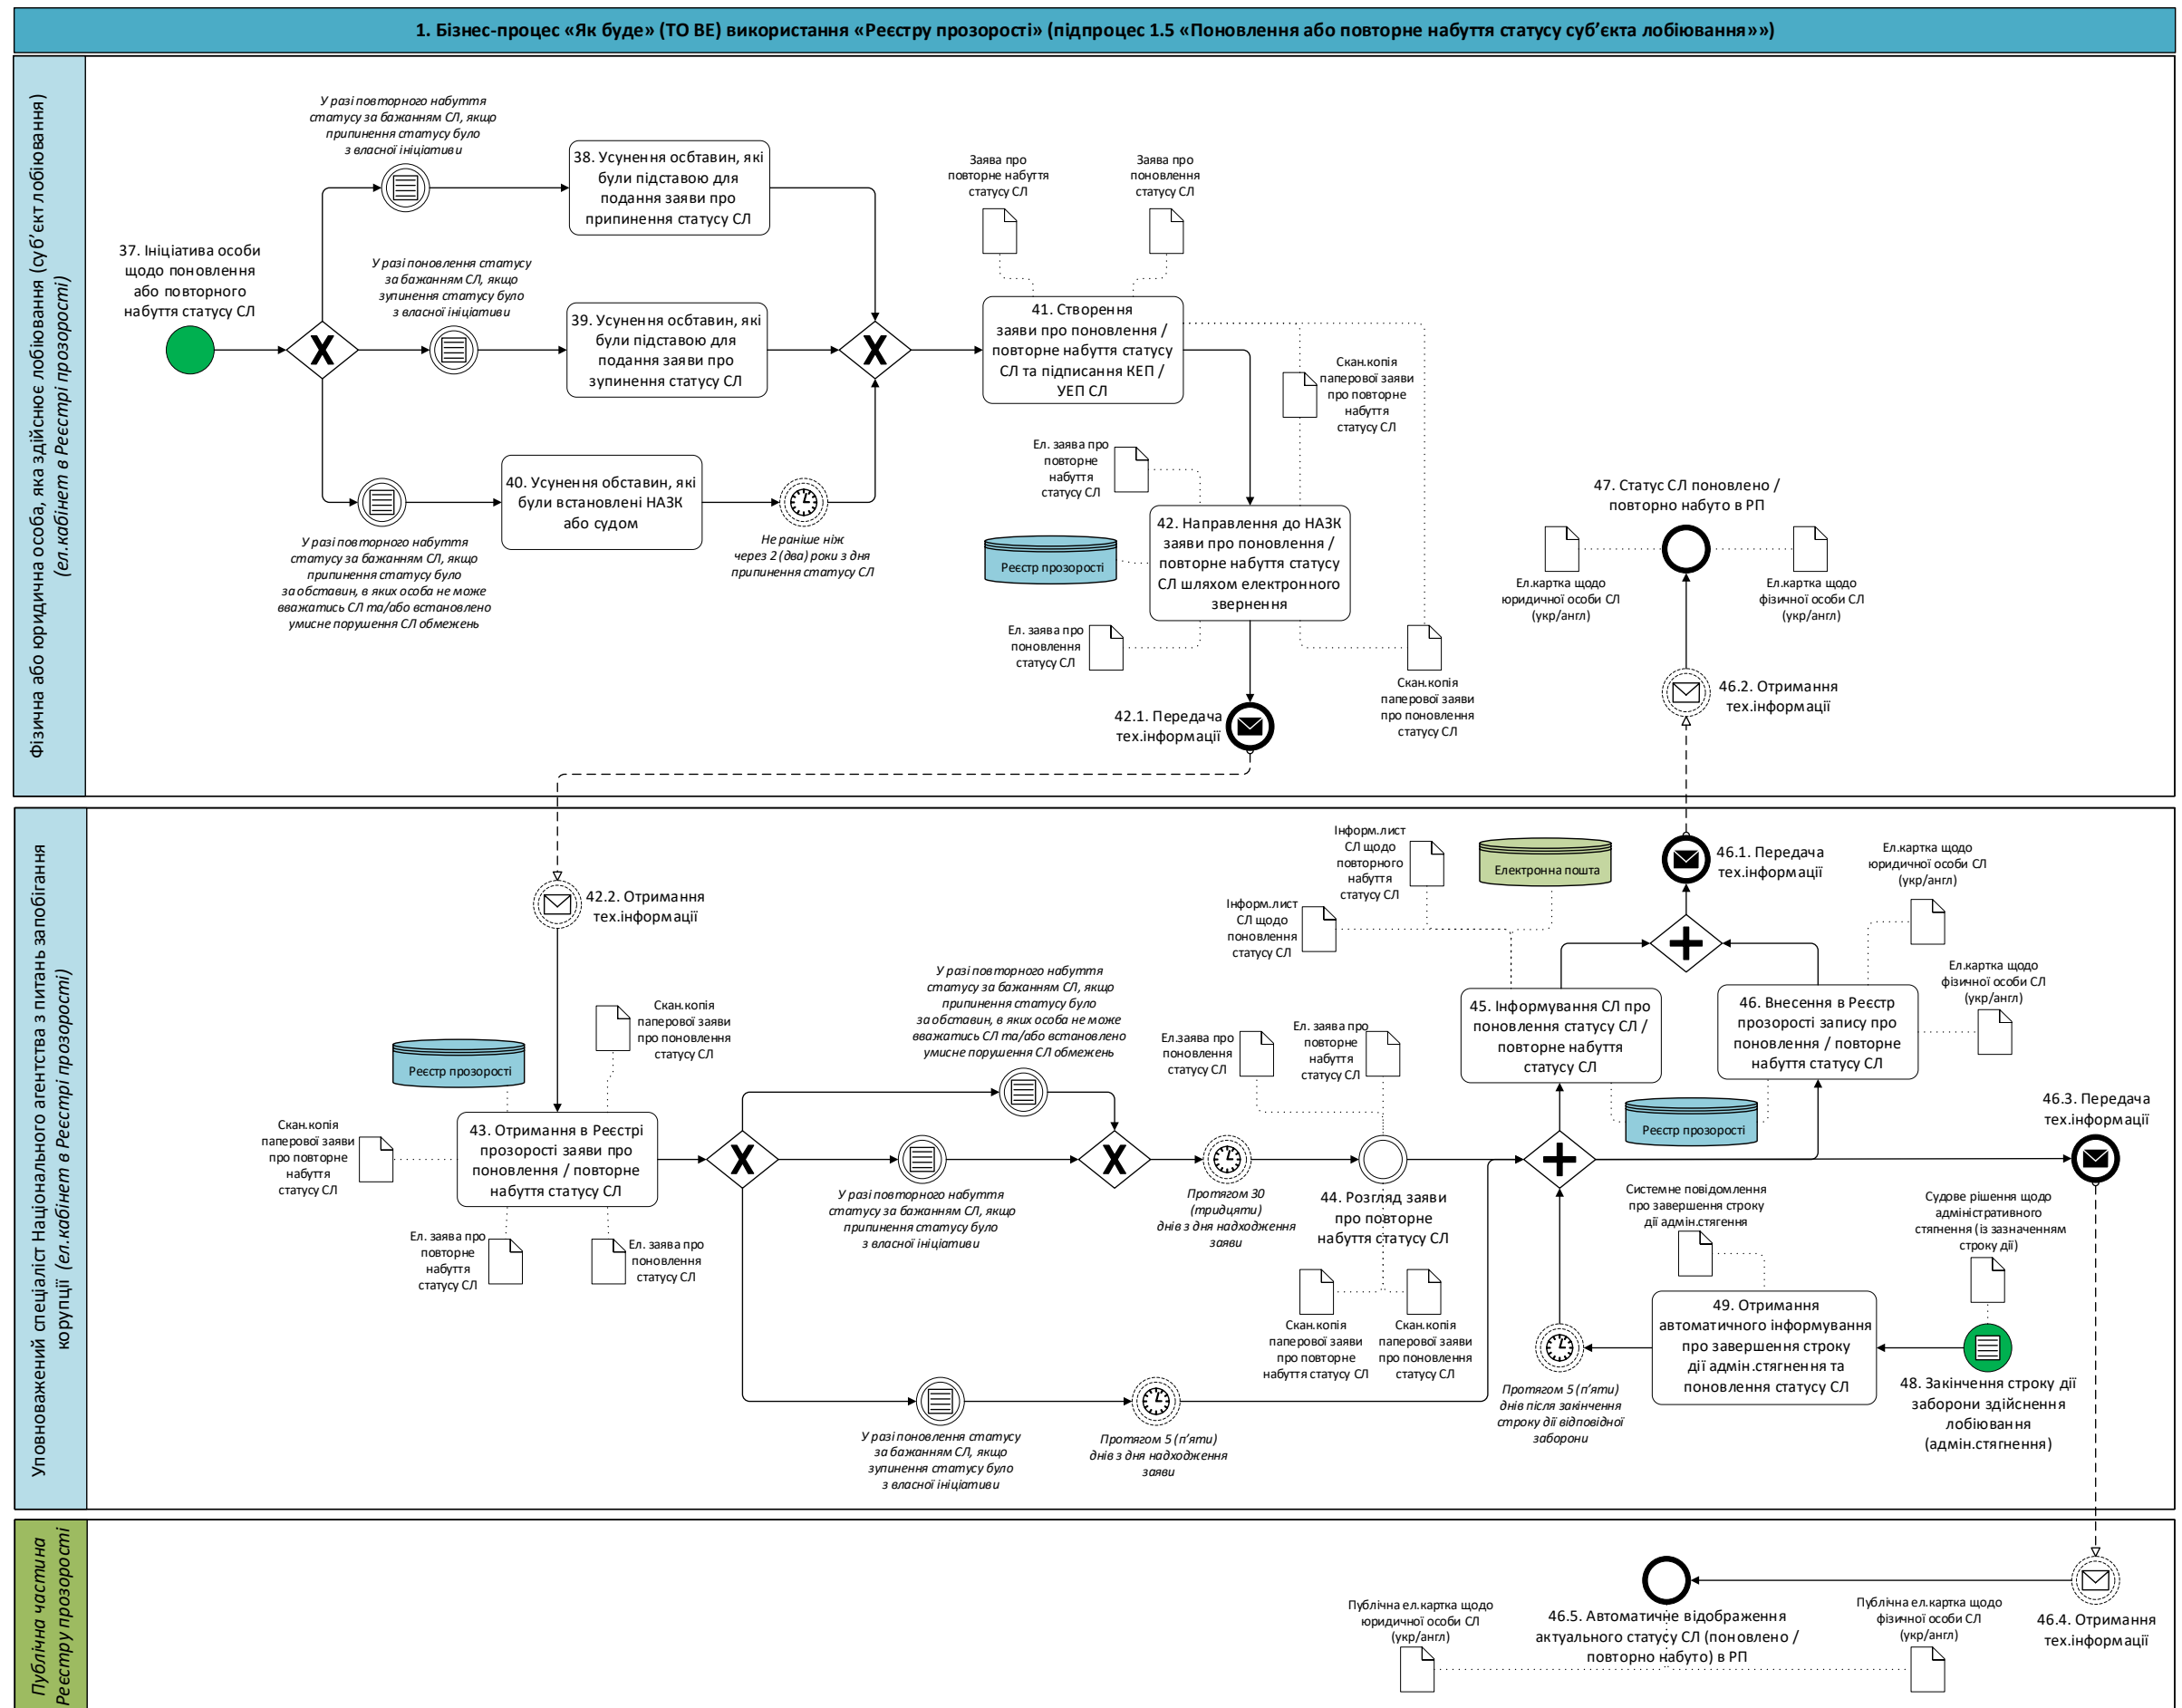 1. Бізнес-процес «Як буде» (TO BE) використання «Реєстру прозорості» (підпроцес 1.5 «Поновлення або повторне набуття статусу суб’єкта лобіювання»»)
Фізична або юридична особа, яка здійснює лобіювання (суб’єкт лобіювання)
(ел.кабінет в Реєстрі прозорості)
У разі повторного набуття
статусу за бажанням СЛ, якщо
припинення статусу було
з власної ініціативи
38. Усунення осбтавин, які
були підставою для
подання заяви про
припинення статусу СЛ
Заява про
повторне набуття
статусу СЛ
Заява про
поновлення
статусу СЛ
37. Ініціатива особи
щодо поновлення
або повторного
набуття статусу СЛ
У разі поновлення статусу
за бажанням СЛ, якщо
зупинення статусу було
з власної ініціативи
39. Усунення осбтавин, які
були підставою для
подання заяви про
зупинення статусу СЛ
41. Створення
заяви про поновлення /
повторне набуття статусу
СЛ та підписання КЕП /
УЕП СЛ
Скан.копія
паперової заяви
про повторне
набуття
статусу СЛ
40. Усунення обставин, які
були встановлені НАЗК
або судом
Не раніше ніж
через 2 (два) роки з дня
припинення статусу СЛ
У разі повторного набуття
статусу за бажанням СЛ, якщо
припинення статусу було
за обставин, в яких особа не може
вважатись СЛ та/або встановлено
умисне порушення СЛ обмежень
Ел. заява про
повторне
набуття
статусу СЛ
Реєстр прозорості
42. Направлення до НАЗК
заяви про поновлення /
повторне набуття статусу
СЛ шляхом електронного
звернення
Ел. заява про
поновлення
статусу СЛ
Скан.копія
паперової заяви
про поновлення
статусу СЛ
42.1. Передача
тех.інформації
47. Статус СЛ поновлено /
повторно набуто в РП
Ел.картка щодо
юридичної особи СЛ
(укр/англ)
Ел.картка щодо
фізичної особи СЛ
(укр/англ)
46.2. Отримання
тех.інформації
Уповноважений спеціаліст Національного агентства з питань запобіганя
корупції (ел.кабінет в Реєстрі прозорості)
42.2. Отримання
тех.інформації
Скан.копія
паперової заяви
про поновлення
статусу СЛ
Реєстр прозорості
Скан.копія
паперової заяви
про повторне
набуття
статусу СЛ
43. Отримання в Реєстрі
прозорості заяви про
поновлення / повторне
набуття статусу СЛ
Ел. заява про
повторне
набуття
статусу СЛ
Ел. заява про
поновлення
статусу СЛ
У разі повторного набуття
статусу за бажанням СЛ, якщо
припинення статусу було
за обставин, в яких особа не може
вважатись СЛ та/або встановлено
умисне порушення СЛ обмежень
У разі повторного набуття
статусу за бажанням СЛ, якщо
припинення статусу було
з власної ініціативи
У разі поновлення статусу
за бажанням СЛ, якщо
зупинення статусу було
з власної ініціативи
Протягом 5 (п’яти)
днів з дня надходження
заяви
Протягом 30
(тридцяти)
днів з дня надходження
заяви
Ел.заява про
поновлення
статусу СЛ
Ел. заява про
повторне
набуття
статусу СЛ
44. Розгляд заяви
про повторне
набуття статусу СЛ
Скан.копія
паперової заяви
про повторне
набуття статусу СЛ
Скан.копія
паперової заяви
про поновлення
статусу СЛ
Інформ.лист
СЛ щодо
повторного
набуття
статусу СЛ
Інформ.лист
СЛ щодо
поновлення
статусу СЛ
Електронна пошта
46.1. Передача
тех.інформації
Ел.картка щодо
юридичної особи СЛ
(укр/англ)
Ел.картка щодо
фізичної особи СЛ
(укр/англ)
45. Інформування СЛ про
поновлення статусу СЛ /
повторне набуття
статусу СЛ
46. Внесення в Реєстр
прозорості запису про
поновлення / повторне
набуття статусу СЛ
Реєстр прозорості
46.3. Передача
тех.інформації
Системне повідомлення
про завершення строку
дії адмін.стягення
Судове рішення щодо
адміністративного
стягнення (із зазначенням
строку дії)
49. Отримання
автоматичного інформування
про завершення строку
дії адмін.стягнення та
поновлення статусу СЛ
Протягом 5 (п’яти)
днів після закінчення
строку дії відповідної
заборони
48. Закінчення строку дії
заборони здійснення
лобіювання
(адмін.стягнення)
Публічна частина
Реєстру прозорості
Публічна ел.картка щодо
юридичної особи СЛ
(укр/англ)
46.5. Автоматичне відображення
актуального статусу СЛ (поновлено /
повторно набуто) в РП
Публічна ел.картка щодо
фізичної особи СЛ
(укр/англ)
46.4. Отримання
тех.інформації